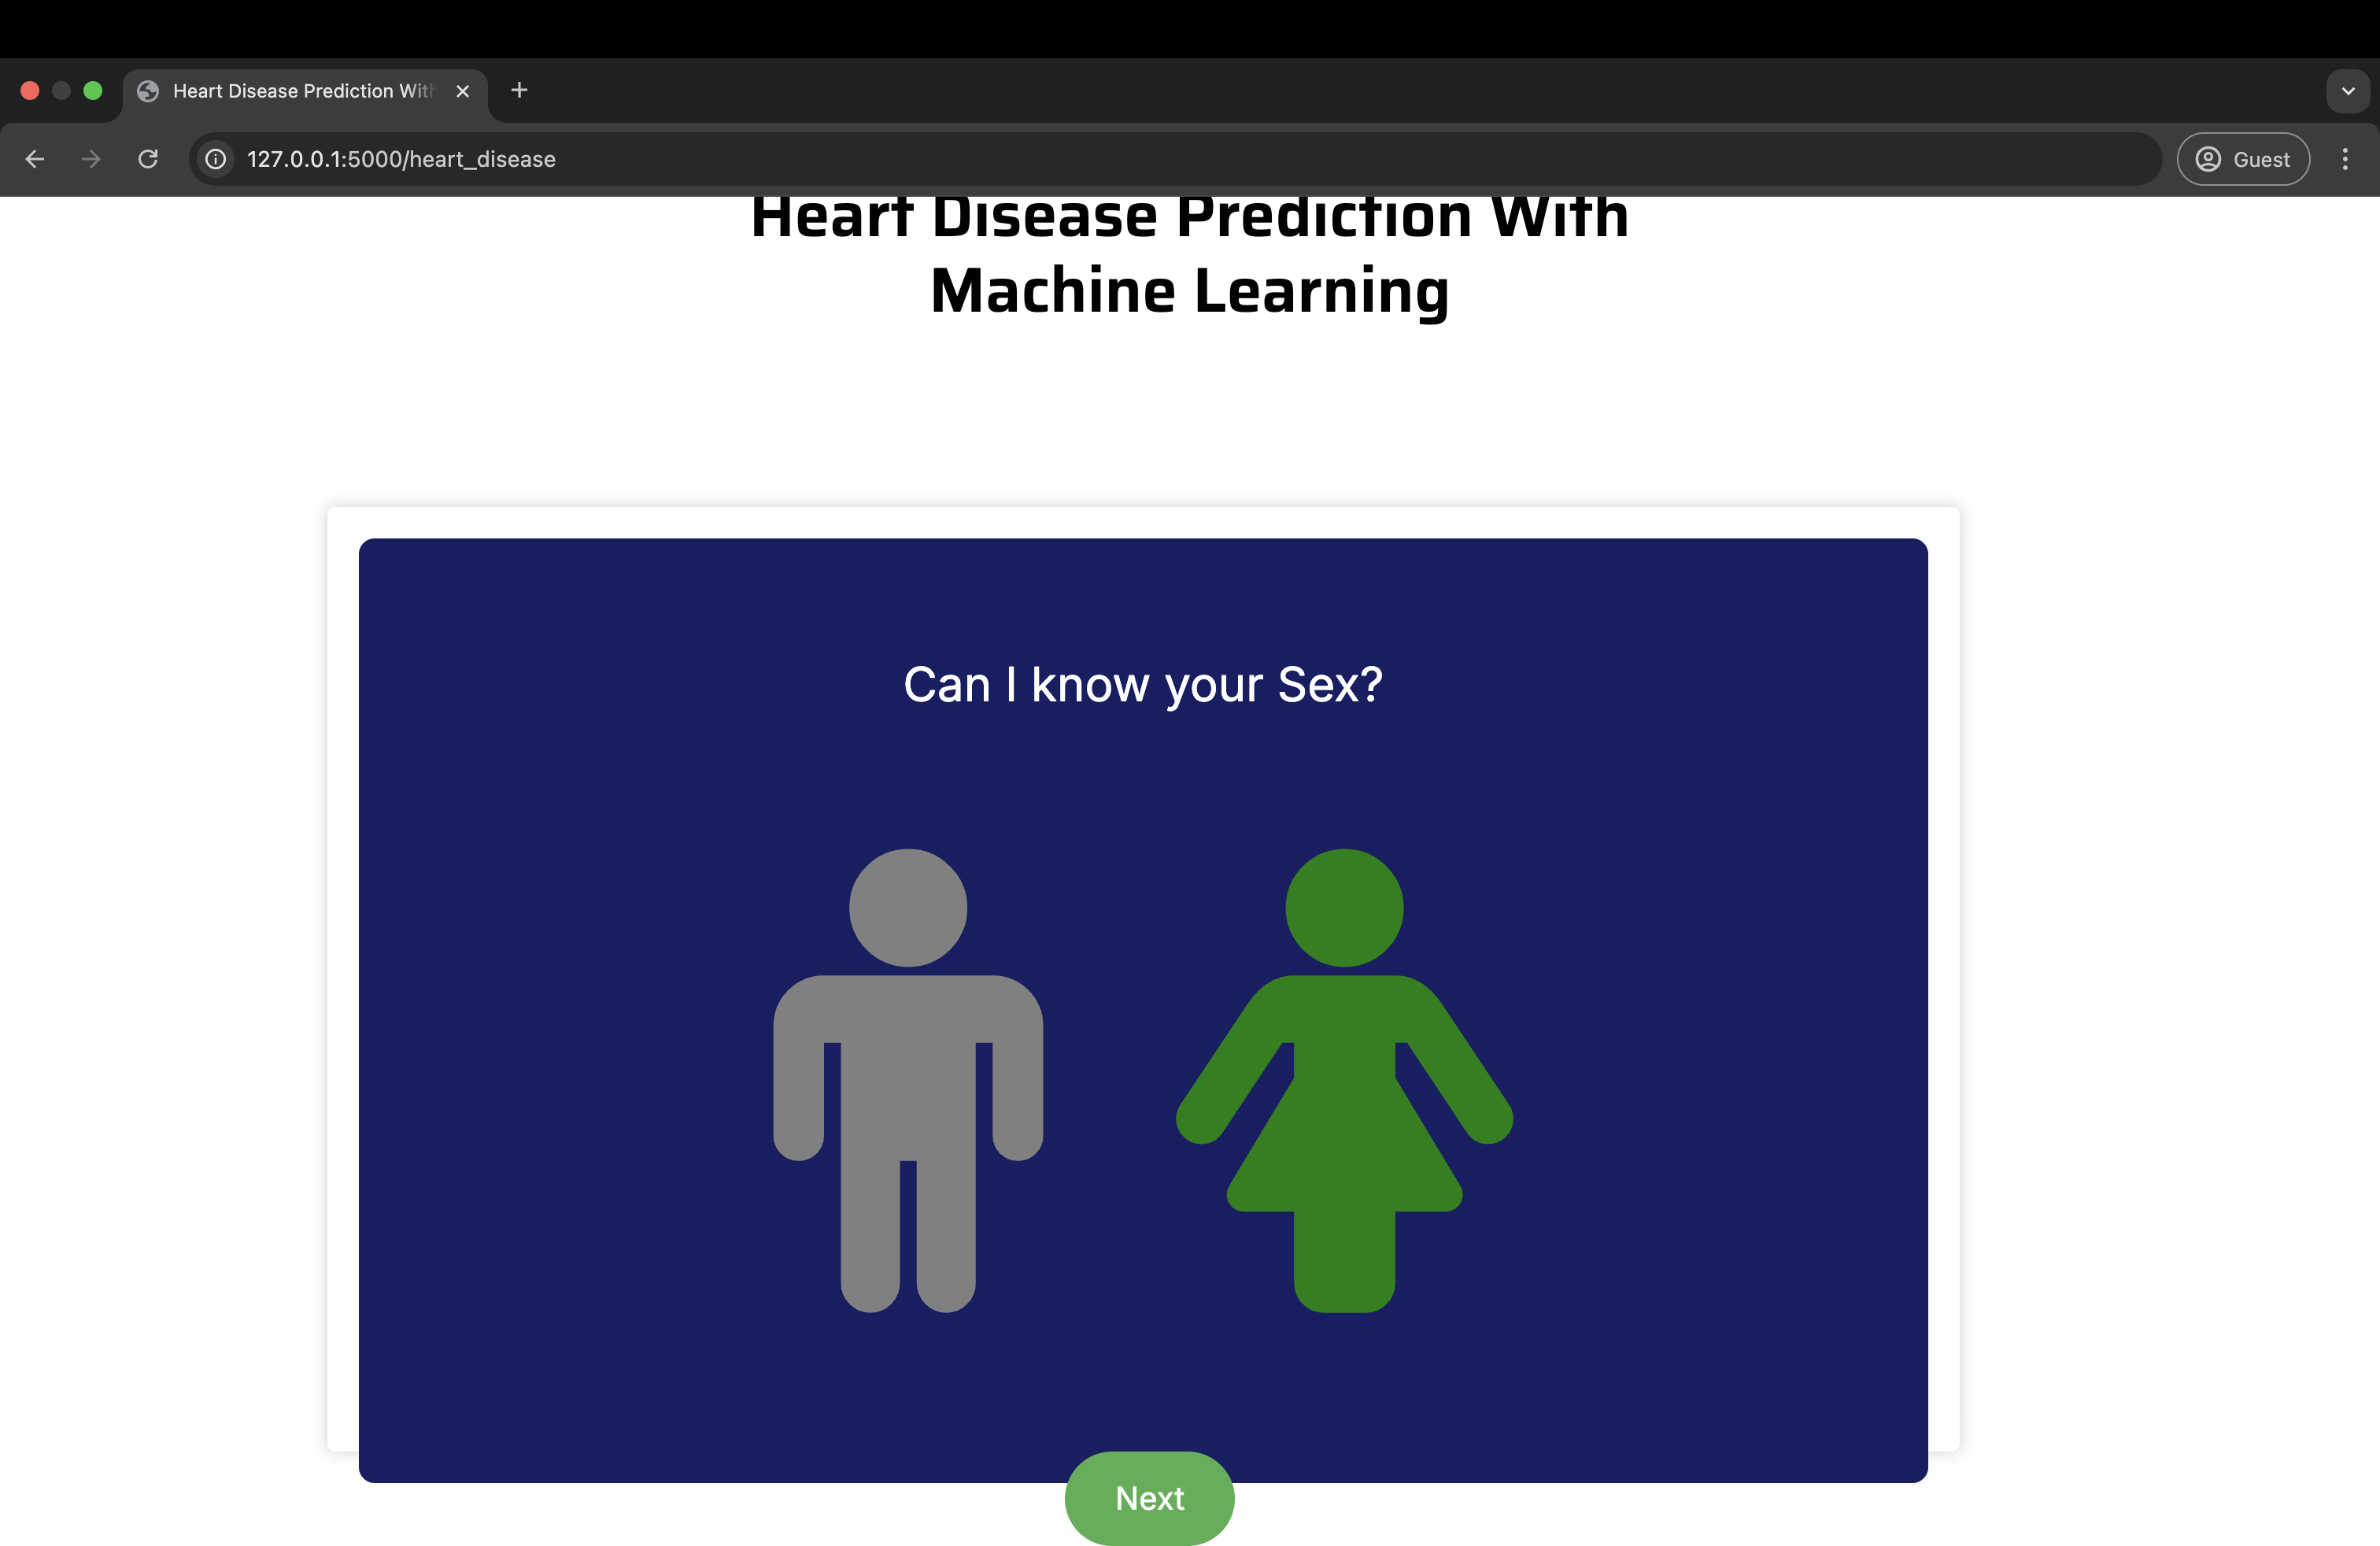 Heart Disease Prediction Wit
127.0.0.1:5000/heart_disease
Guest
Heart Disease Prediction With
Machine Learning
Can I know your Sex?
Next